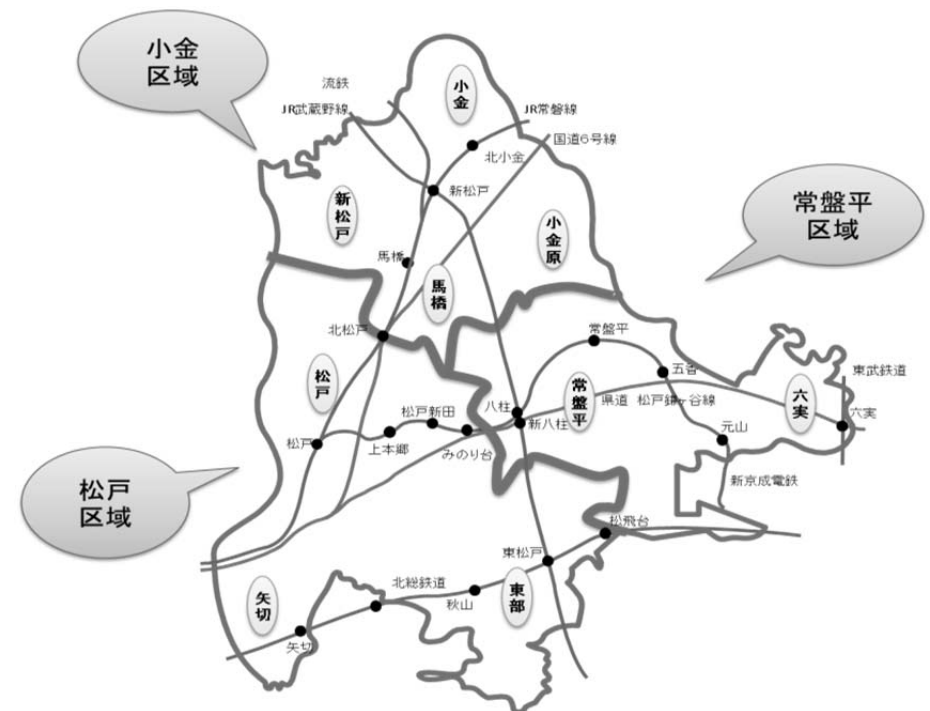 小金
区域
流鉄
小金
JR武蔵野線
JR常磐線
国道6号線
北小金
新松戸
新松戸
常盤平
区域
小金原
馬橋
馬橋
北松戸
常盤平
五香
東武鉄道
松戸
常盤平
六実
県道 松戸鎌ヶ谷線
八柱
松戸新田
六実
新八柱
元山
松戸
上本郷
みのり台
松戸
区域
新京成電鉄
松飛台
東松戸
北総鉄道
東部
矢切
秋山
矢切